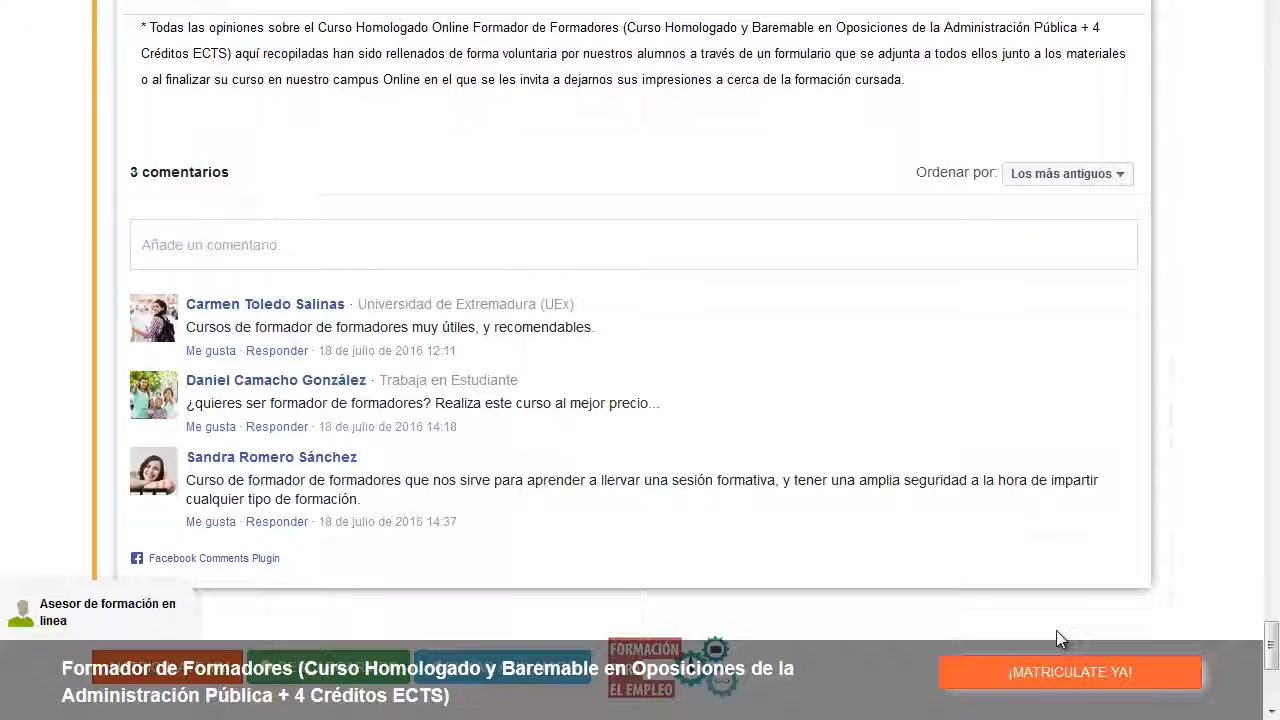 * Todas las opiniones sobre el Curso Homologado Online Formador de Formadores (Curso Homologado y Baremable en Oposiciones de la Administración Pública + 4
Créditos ECTS) aquí recopiladas han sido rellenados de forma voluntaria por nuestros alumnos a través de un formulario que se adjunta a todos ellos junto a los materiales
o al finalizar su curso en nuestro campus Online en el que se les invita a dejarnos sus impresiones a cerca de la formación cursada.
3 comentarios
Ordenar por: Los más antiguos
Añade un comentario.
Carmen Toledo Salinas · Universidad de Extremadura (UEx)
Cursos de formador de formadores muy útiles, y recomendables.
Me gusta · Responder · 18 de julio de 2016 12:11
Daniel Camacho González · Trabaja en Estudiante
¿quieres ser formador de formadores? Realiza este curso al mejor precio...
Me gusta · Responder · 18 de julio de 2016 14:18
Sandra Romero Sánchez
Curso de formador de formadores que nos sirve para aprender a llervar una sesión formativa, y tener una amplia seguridad a la hora de impartir
cualquier tipo de formación.
Me gusta · Responder · 18 de julio de 2016 14:37
Facebook Comments Plugin
Asesor de formación en
linea
FORMACIÓN
EL EMPLEO
Formador de Formadores (Curso Homologado y Baremable en Oposiciones de la
Administración Pública + 4 Créditos ECTS)
¡MATRICULATE YA!